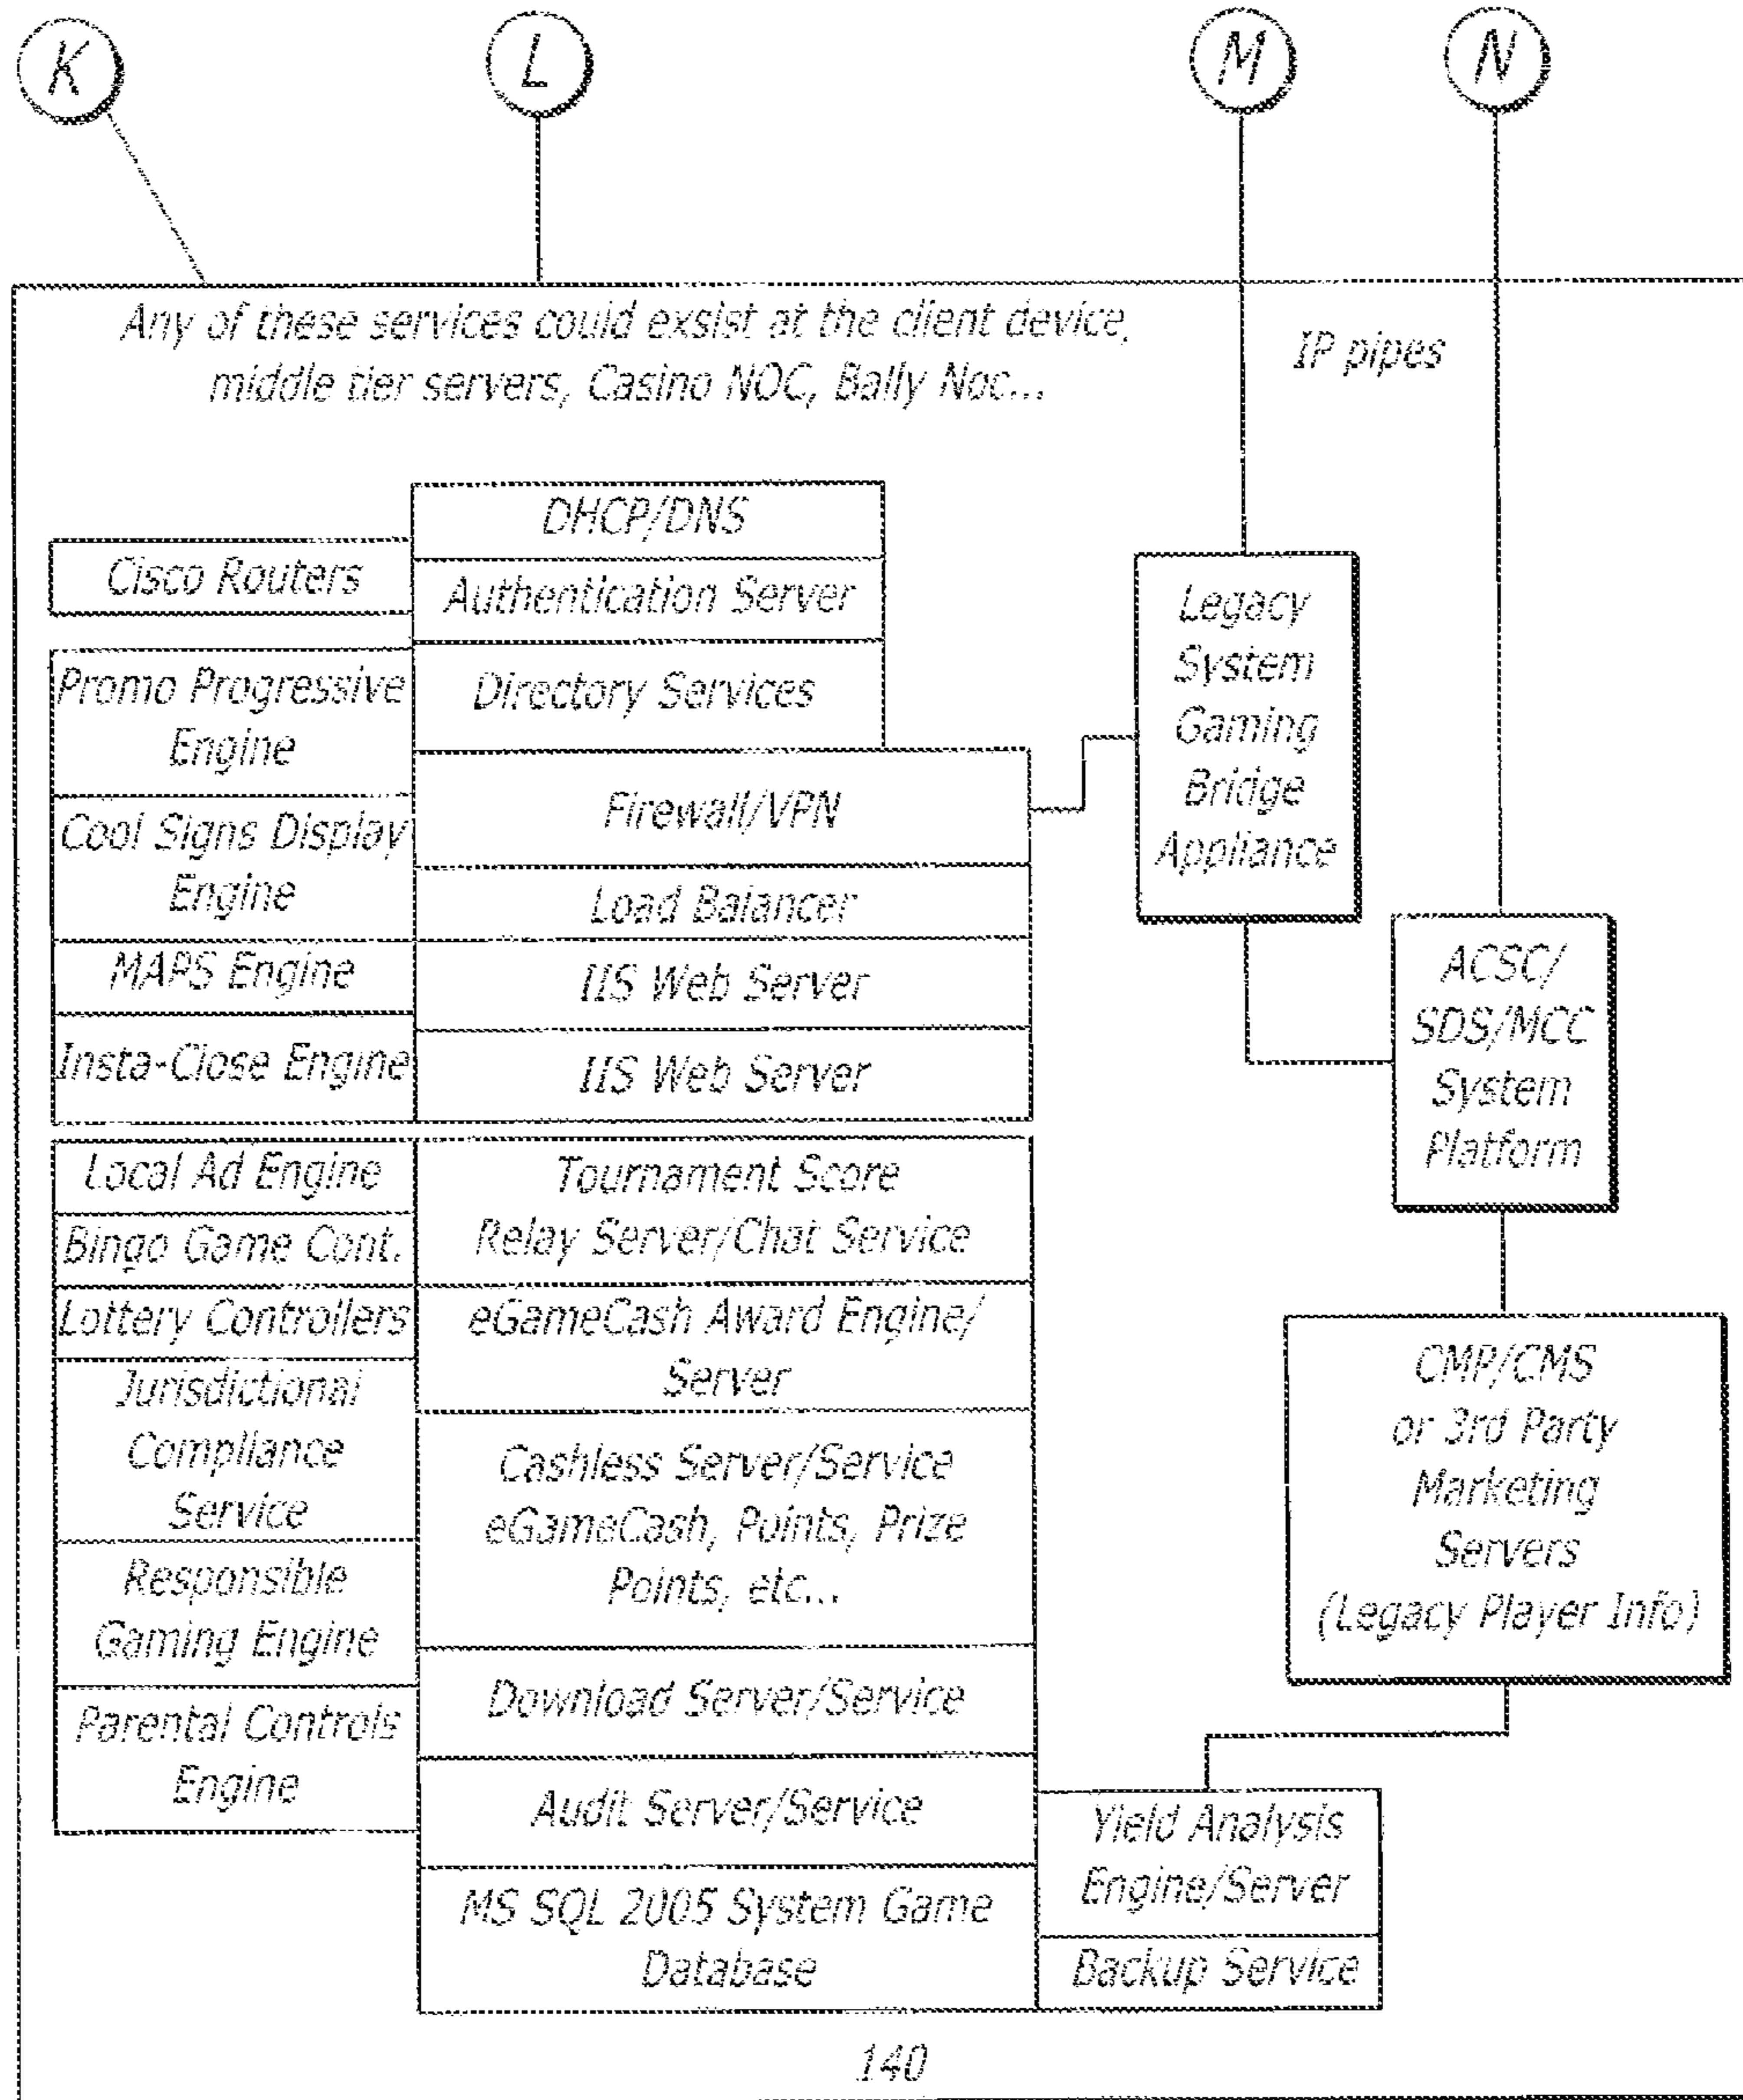 K
L
M
N
Any of these services could exsist at the client device,
middle tier servers, Casino NOC, Bally Noc...
IP pipes
DHCP/DNS
Cisco Routers
Authentication Server
Directory Services
Promo Progressive
Engine
Firewall/VPN
Cool Signs Display
Engine
Load Balancer
MAPS Engine
IIS Web Server
Insta-Close Engine
IIS Web Server
Legacy
System
Gaming
Bridge
Appliance
ACSC/
SDS/MCC
System
Platform
Local Ad Engine
Bingo Game Cont.
Lottery Controllers
Jurisdictional
Compliance
Service
Responsible
Gaming Engine
Parental Controls
Engine
Tournament Score
Relay Server/Chat Service
eGameCash Award Engine/
Server
Cashless Server/Service
eGameCash, Points, Prize
Points, etc...
Download Server/Service
Audit Server/Service
MS SQL 2005 System Game
Database
CMP/CMS
or 3rd Party
Marketing
Servers
(Legacy Player Info)
Yield Analysis
Engine/Server
Backup Service
140